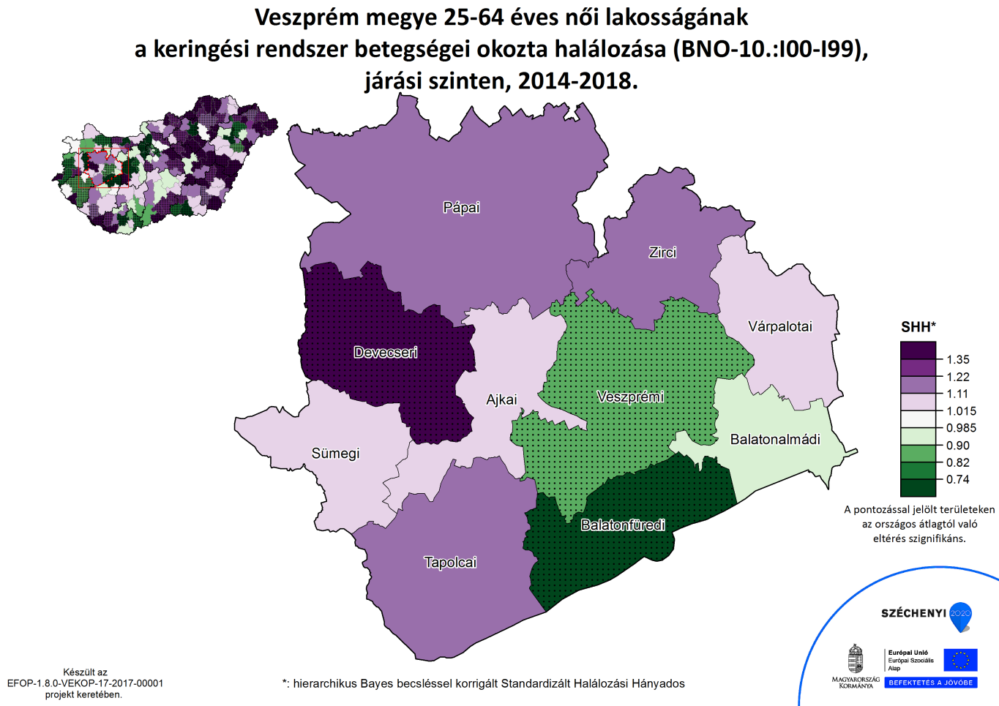 Veszprém megye 25-64 éves női lakosságának
a keringési rendszer betegségei okozta halálozása (BNO-10.:I00-I99),
járási szinten, 2014-2018.
Pápai
Zirci
Várpalotai
Devecseri
Ajkai
Veszprémi
Balatonalmádi
Sümegi
Balatonfüredi
Tapolcai
SHH*
1.35
1.22
1.11
1.015
0.985
0.90
0.82
0.74
A pontozással jelölt területeken
az országos átlagtól való
eltérés szignifikáns.
SZÉCHENYI 2020
MAGYARORSZÁG
KORMÁNYA
Európai Unió
Európai Szociális
Alap
BEFEKTETÉS A JÖVŐBE
Készült az
EFOP-1.8.0-VEKOP-17-2017-00001
projekt keretében.
*: hierarchikus Bayes becsléssel korrigált Standardizált Halálozási Hányados